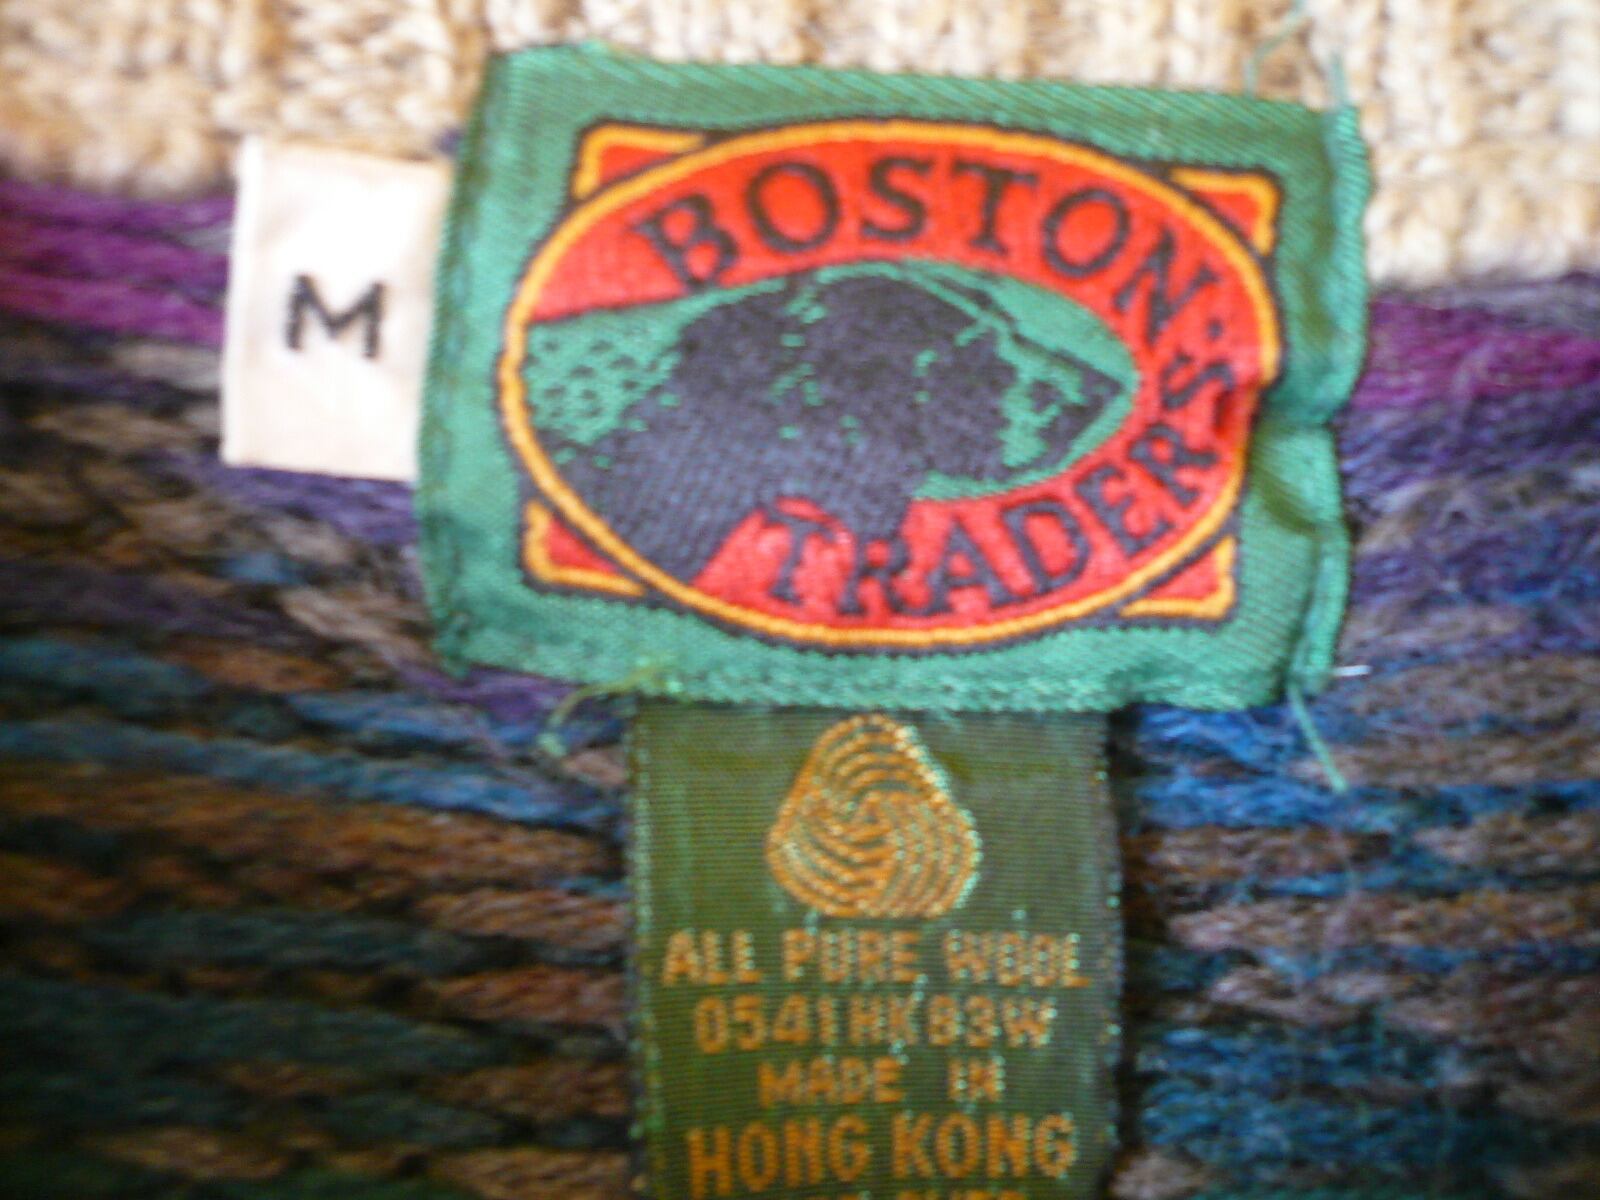 M
BOSTON
TRADERS
ALL PURE WOOL
0541HK83W
MADE IN
HONG KONG